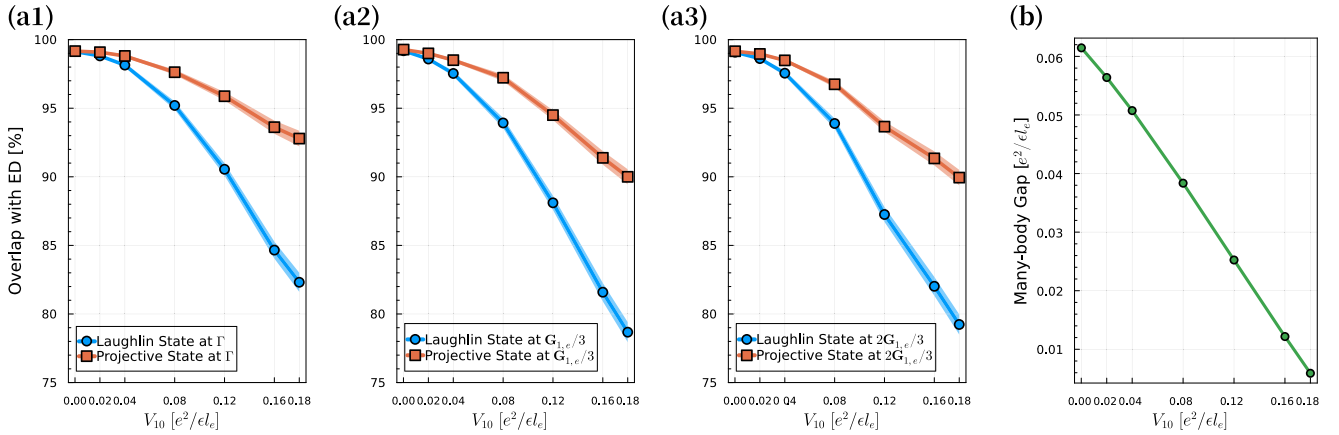 (a1)
(a2)
(a3)
(b)
Overlap with ED [%]
100
95
90
85
80
75
Laughlin State at Γ
Projective State at Γ
0.00 0.02 0.04 0.08 0.12 0.16 0.18
V₁₀ [e²/ϵlₑ]
100
95
90
85
80
75
Laughlin State at G₁,ₑ/3
Projective State at G₁,ₑ/3
0.00 0.02 0.04 0.08 0.12 0.16 0.18
V₁₀ [e²/ϵlₑ]
100
95
90
85
80
75
Laughlin State at 2G₁,ₑ/3
Projective State at 2G₁,ₑ/3
0.00 0.02 0.04 0.08 0.12 0.16 0.18
V₁₀ [e²/ϵlₑ]
Many-body Gap [e²/ϵlₑ]
0.06
0.05
0.04
0.03
0.02
0.01
0.00 0.02 0.04 0.08 0.12 0.16 0.18
V₁₀ [e²/ϵlₑ]